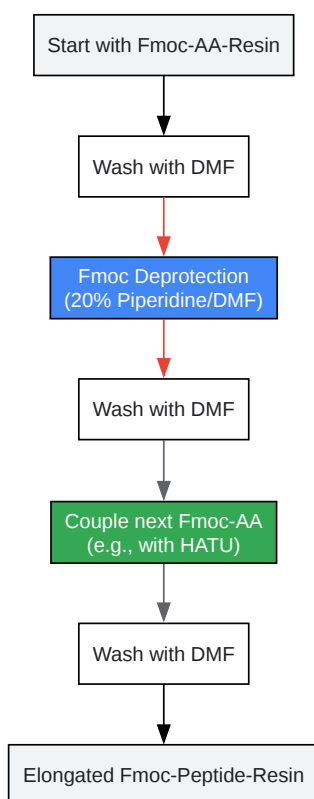 Start with Fmoc-AA-Resin
Wash with DMF
Fmoc Deprotection
(20% Piperidine/DMF)
Wash with DMF
Couple next Fmoc-AA
(e.g., with HATU)
Wash with DMF
Elongated Fmoc-Peptide-Resin